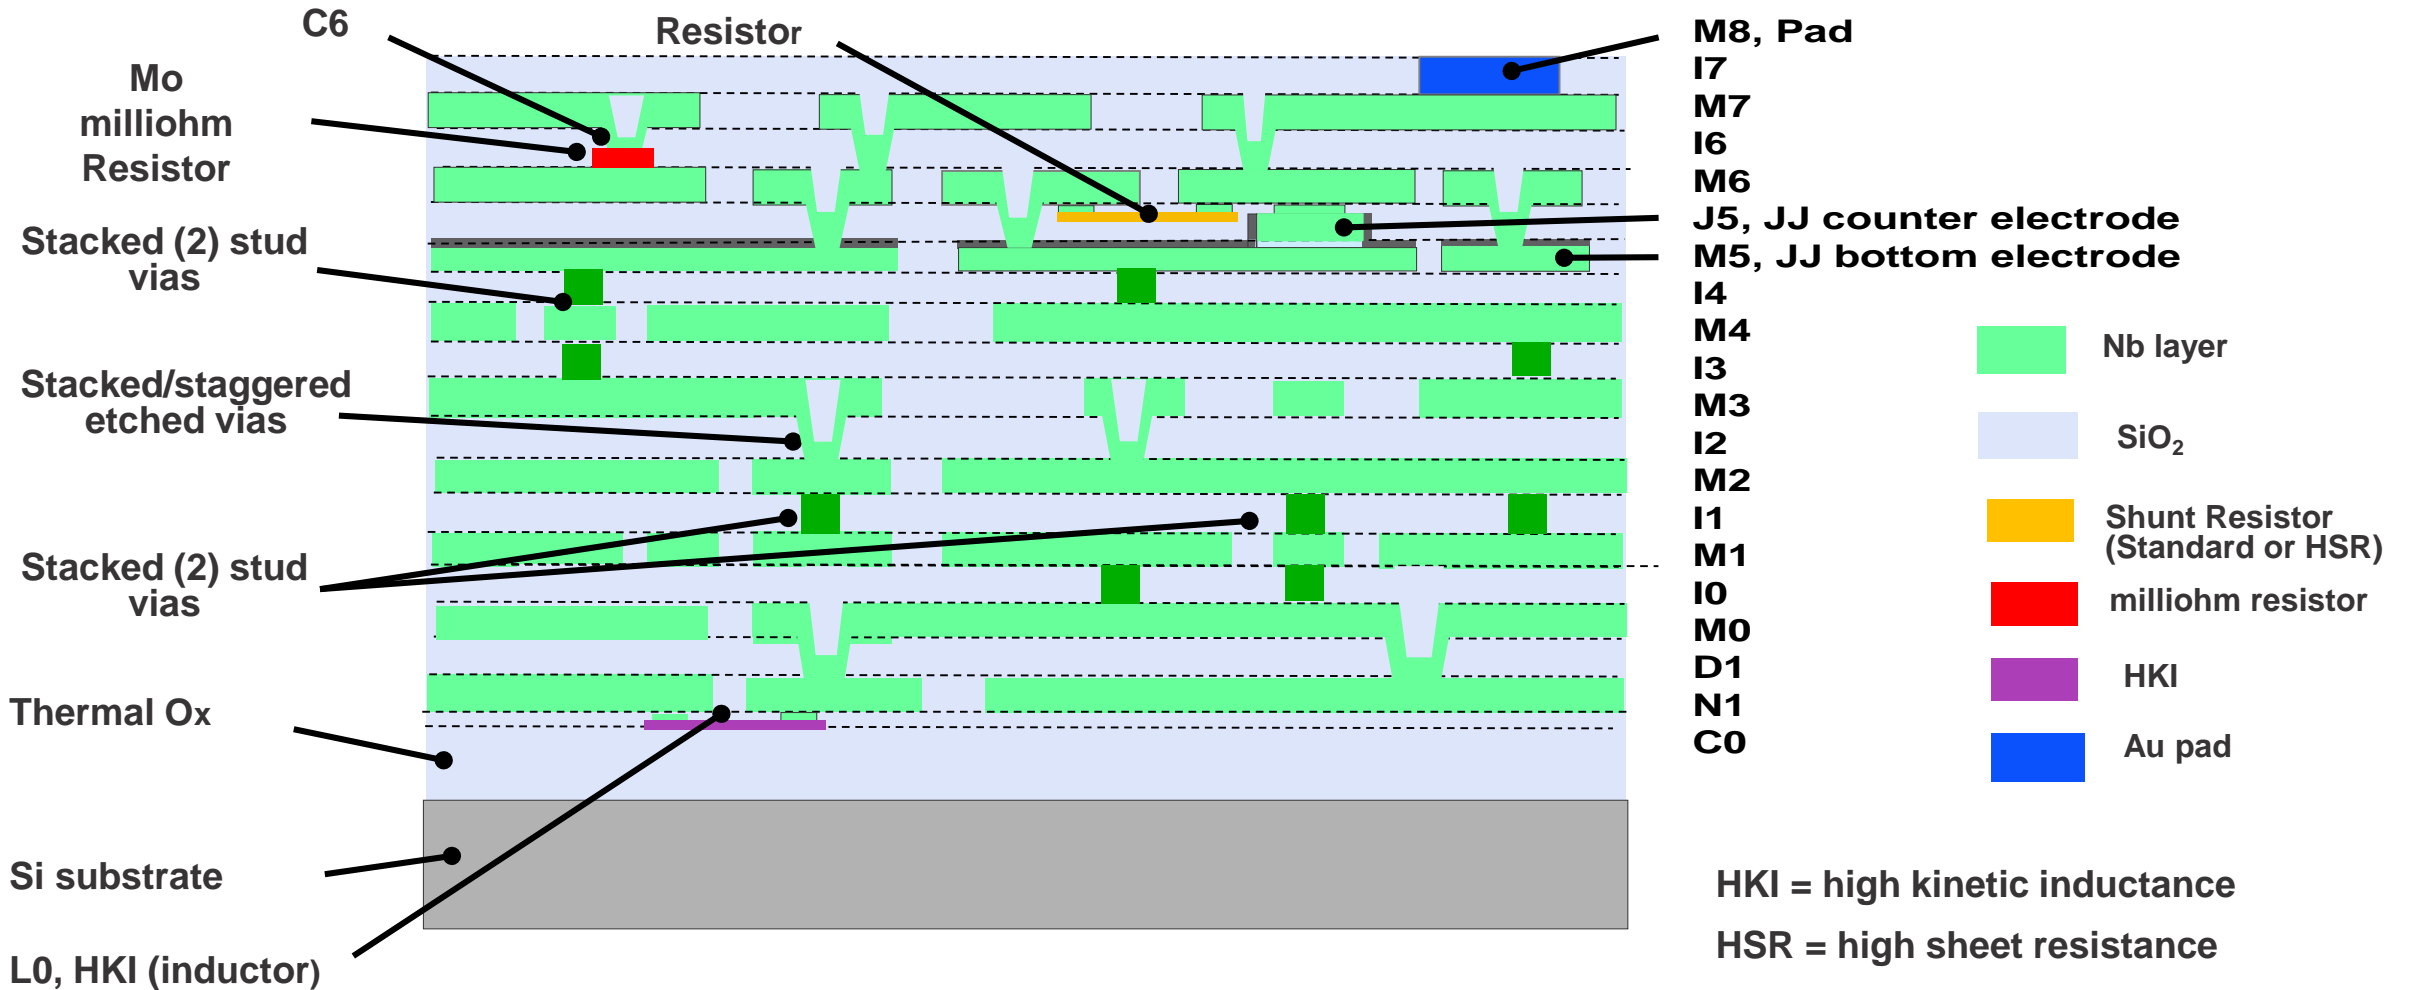 C6
Mo
milliohm
Resistor
Stacked (2) stud
vias
Stacked/staggered
etched vias
Stacked (2) stud
vias
Thermal Ox
Si substrate
L0, HKI (inductor)
Resistor
M8, Pad
I7
M7
I6
M6
J5, JJ counter electrode
M5, JJ bottom electrode
I4
M4
I3
M3
I2
M2
I1
M1
I0
M0
D1
N1
C0
Nb layer
SiO₂
Shunt Resistor
(Standard or HSR)
milliohm resistor
HKI
Au pad
HKI = high kinetic inductance
HSR = high sheet resistance